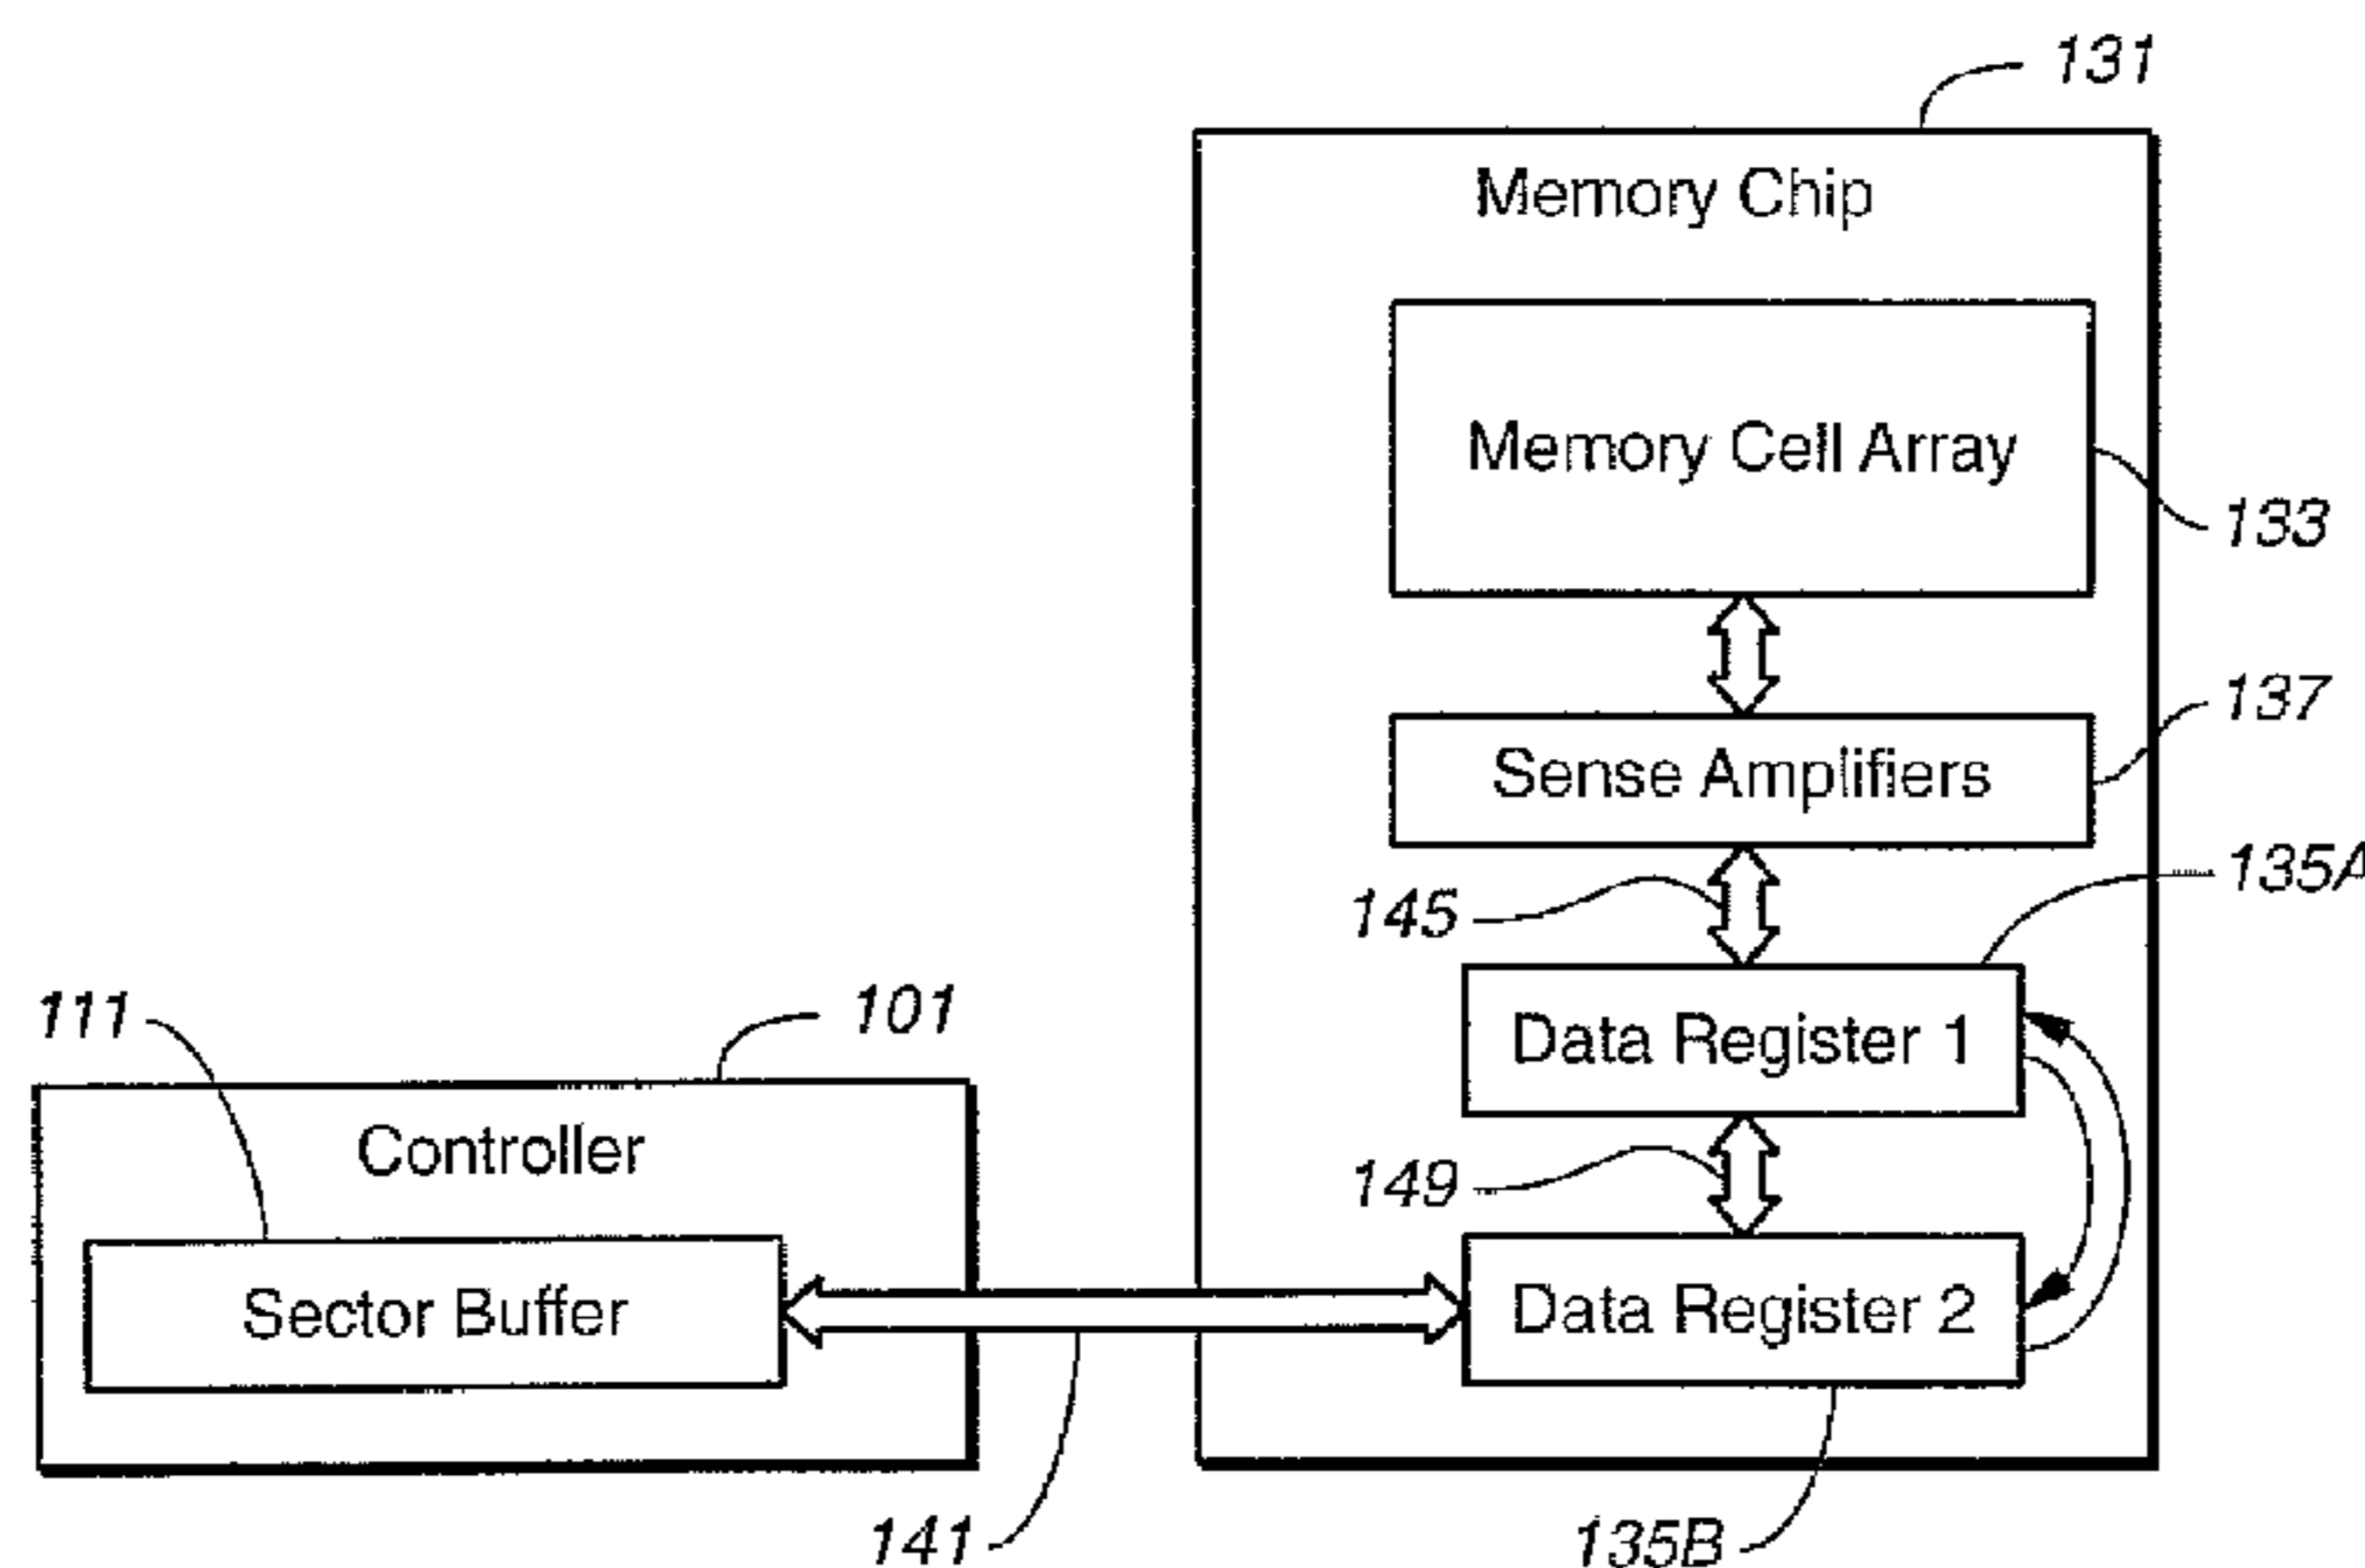 131
Memory Chip
Memory Cell Array
133
137
Sense Amplifiers
135A
145
111
101
Data Register 1
Controller
149
Sector Buffer
Data Register 2
141
135B